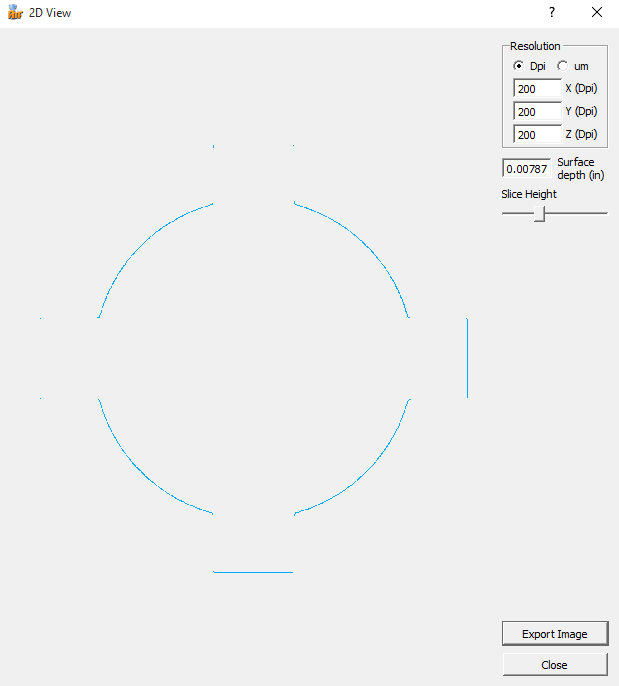 2D View
?
Resolution
Dpi
um
200 X (Dpi)
200 Y (Dpi)
200 Z (Dpi)
0.00787 Surface
depth (in)
Slice Height
Export Image
Close